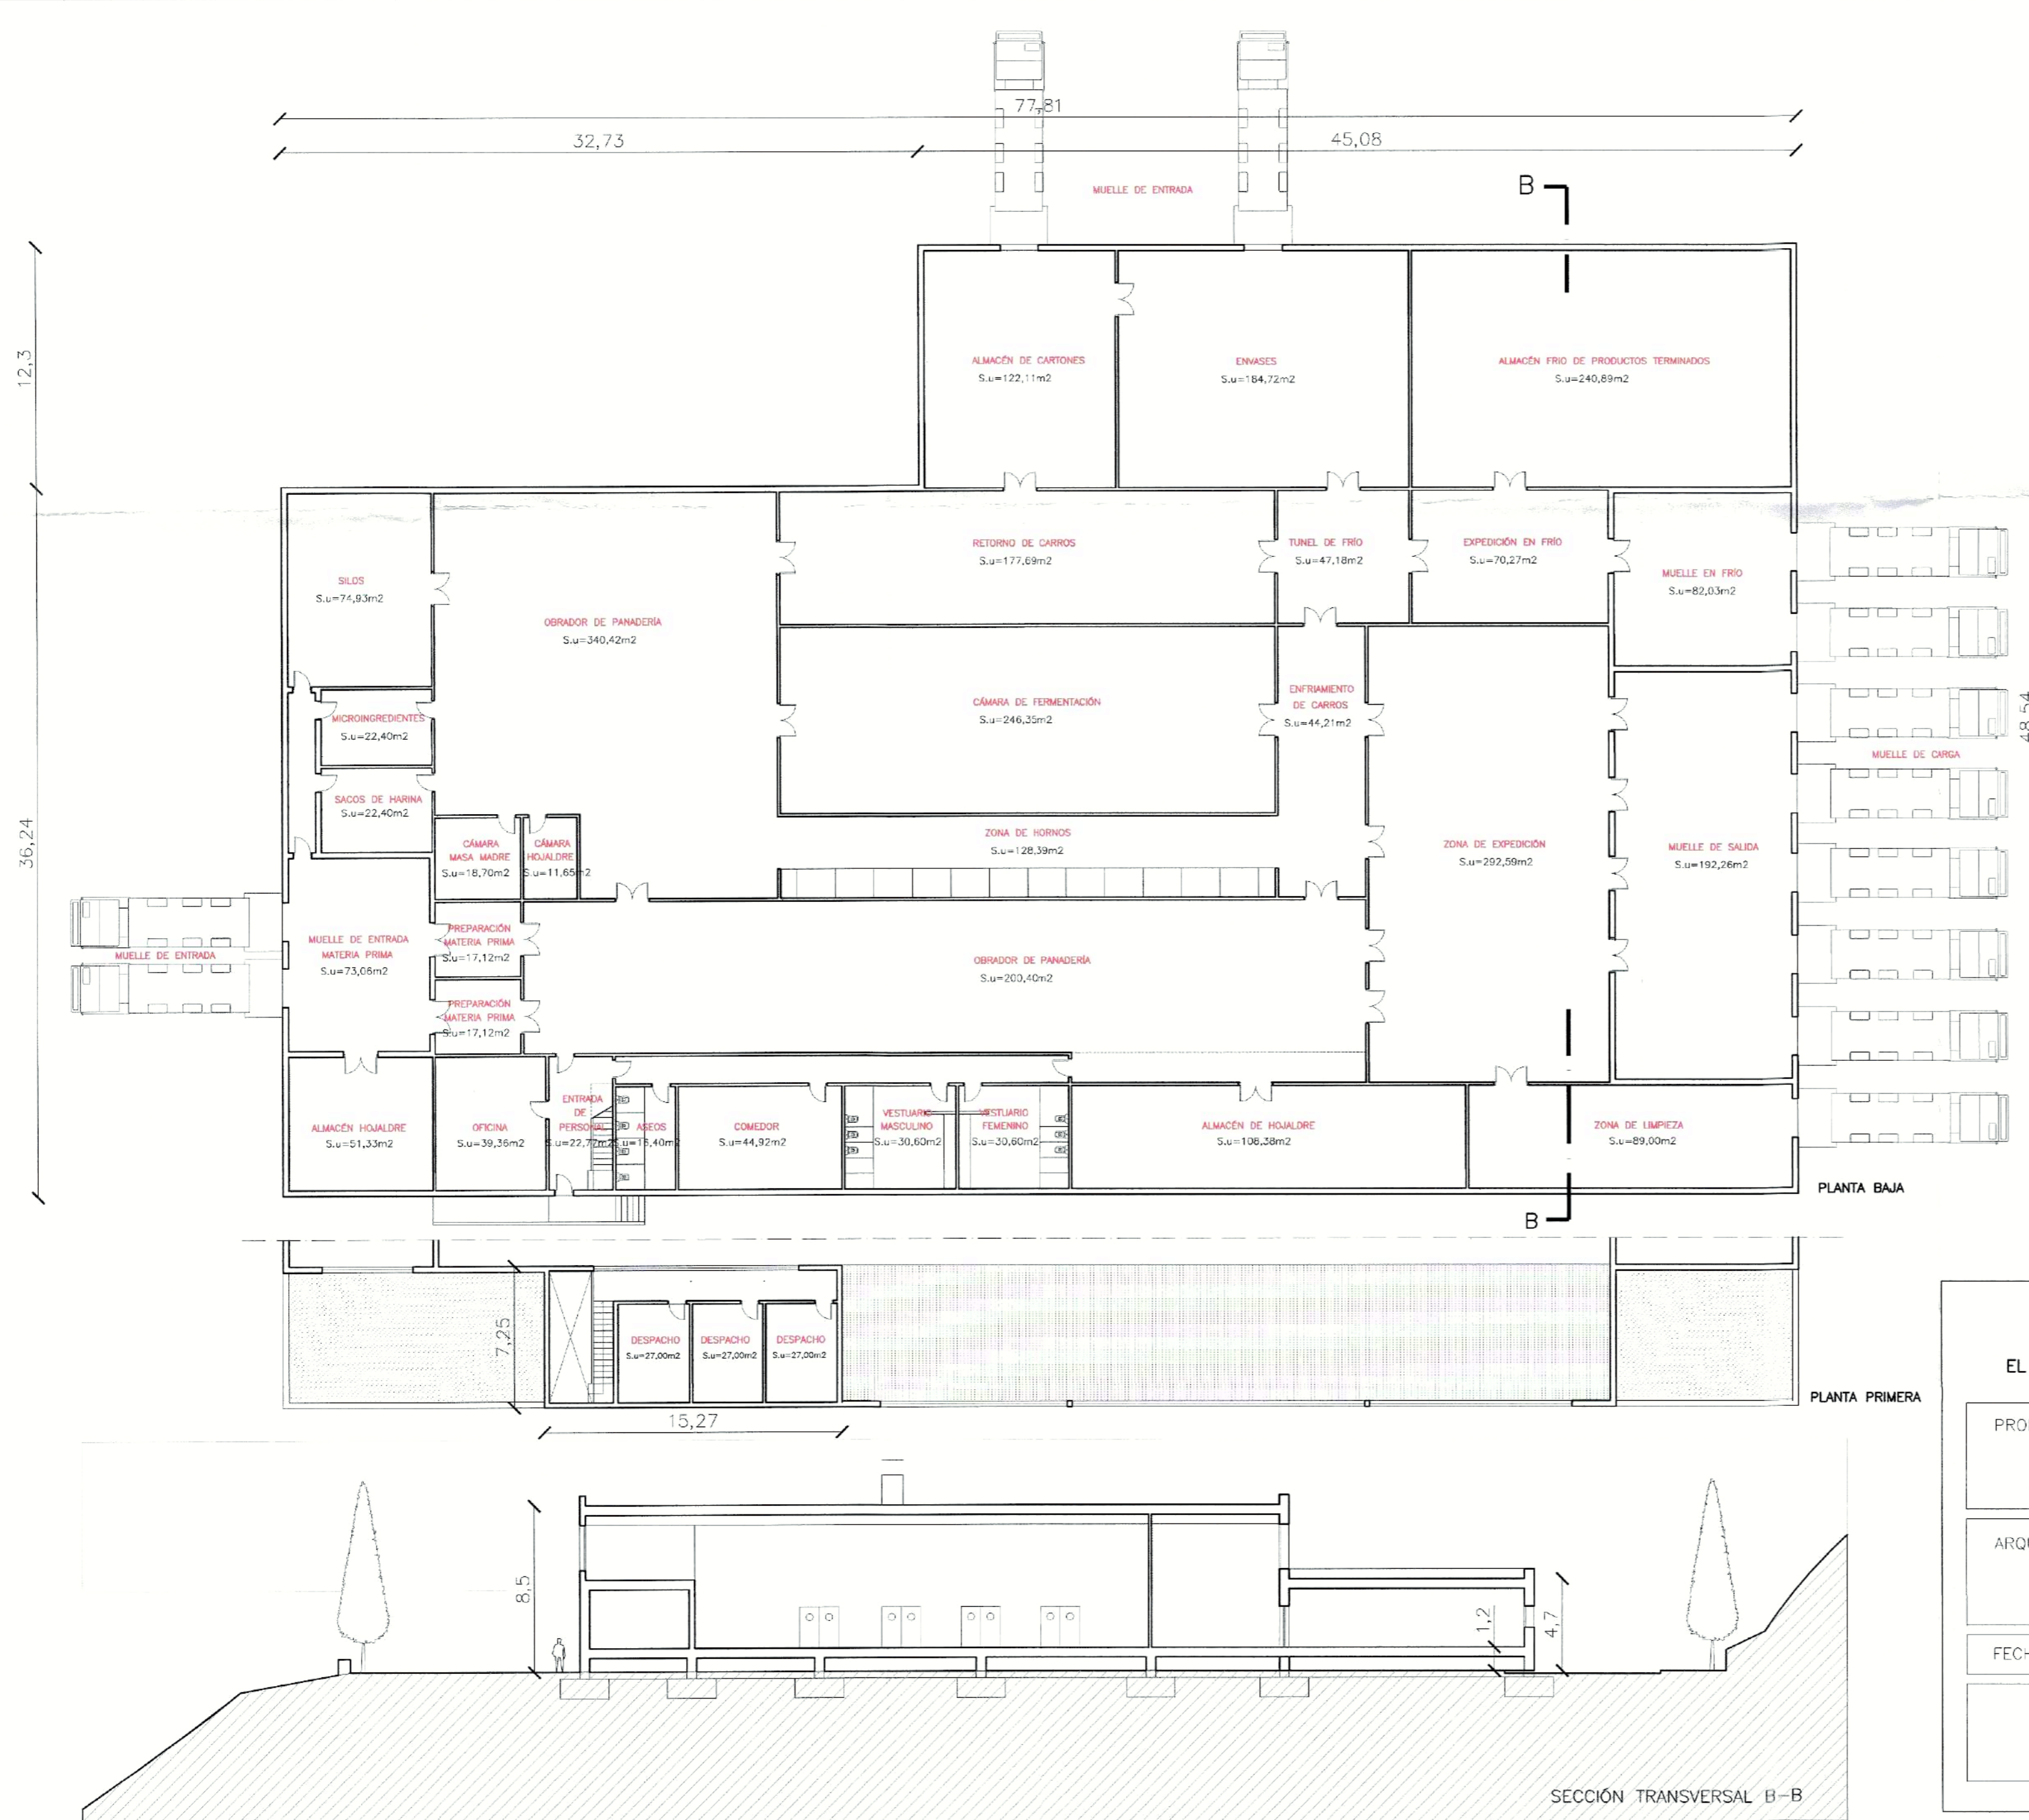 77,81
32,73
45,08
MUELLE DE ENTRADA
B
12,3
ALMACÉN DE CARTONES
S.u=122,11m2
ENVASES
S.u=184,72m2
ALMACÉN FRIO DE PRODUCTOS TERMINADOS
S.u=240,89m2
SILOS
S.u=74,93m2
OBRADOR DE PANADERÍA
S.u=340,42m2
RETORNO DE CARROS
S.u=177,69m2
TUNEL DE FRÍO
S.u=47,18m2
EXPEDICIÓN EN FRÍO
S.u=70,27m2
MUELLE EN FRÍO
S.u=82,03m2
MICROINGREDIENTES
S.u=22,40m2
CÁMARA DE FERMENTACIÓN
S.u=246,35m2
ENFRIAMIENTO
DE CARROS
S.u=44,21m2
48,54
MUELLE DE CARGA
36,24
SACOS DE HARINA
S.u=22,40m2
CÁMARA
MASA MADRE
S.u=18,70m2
CÁMARA
HOJALDRE
S.u=11,65m2
ZONA DE HORNOS
S.u=128,39m2
ZONA DE EXPEDICIÓN
S.u=292,59m2
MUELLE DE SALIDA
S.u=192,26m2
MUELLE DE ENTRADA
MUELLE DE ENTRADA
MATERIA PRIMA
S.u=73,06m2
PREPARACIÓN
MATERIA PRIMA
S.u=17,12m2
OBRADOR DE PANADERÍA
S.u=200,40m2
PREPARACIÓN
MATERIA PRIMA
S.u=17,12m2
ALMACÉN HOJALDRE
S.u=51,33m2
OFICINA
S.u=39,36m2
ENTRADA
DE
PERSONAL
S.u=22,77m2
ASEOS
COMEDOR
S.u=44,92m2
VESTUARIO
MASCULINO
S.u=30,60m2
VESTUARIO
FEMENINO
S.u=30,60m2
ALMACÉN DE HOJALDRE
S.u=108,38m2
ZONA DE LIMPIEZA
S.u=89,00m2
PLANTA BAJA
B
7,25
DESPACHO
S.u=27,00m2
DESPACHO
S.u=27,00m2
DESPACHO
S.u=27,00m2
PLANTA PRIMERA
15,27
EL
8,5
1,2
4,7
SECCIÓN TRANSVERSAL B-B